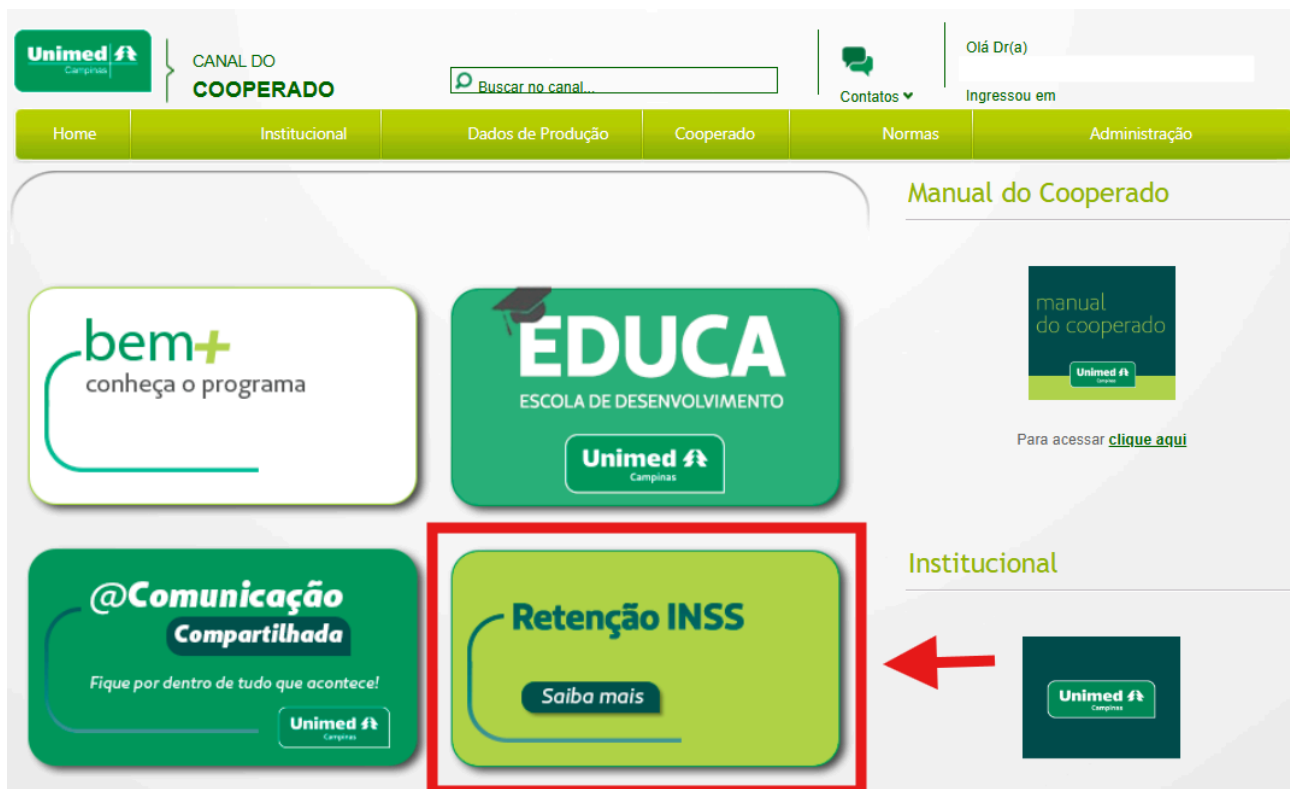 Unimed
Campinas
CANAL DO
COOPERADO
Buscar no canal...
Contatos
Olá Dr(a)
Ingressou em
Home Institucional Dados de Produção Cooperado Normas Administração
Manual do Cooperado
bem+
conheça o programa
EDUCA
ESCOLA DE DESENVOLVIMENTO
Unimed
Campinas
manual
do cooperado
Unimed
Campinas
Para acessar clique aqui
@Comunicação
Compartilhada
Fique por dentro de tudo que acontece!
Unimed
Campinas
Retenção INSS
Saiba mais
Institucional
Unimed
Campinas